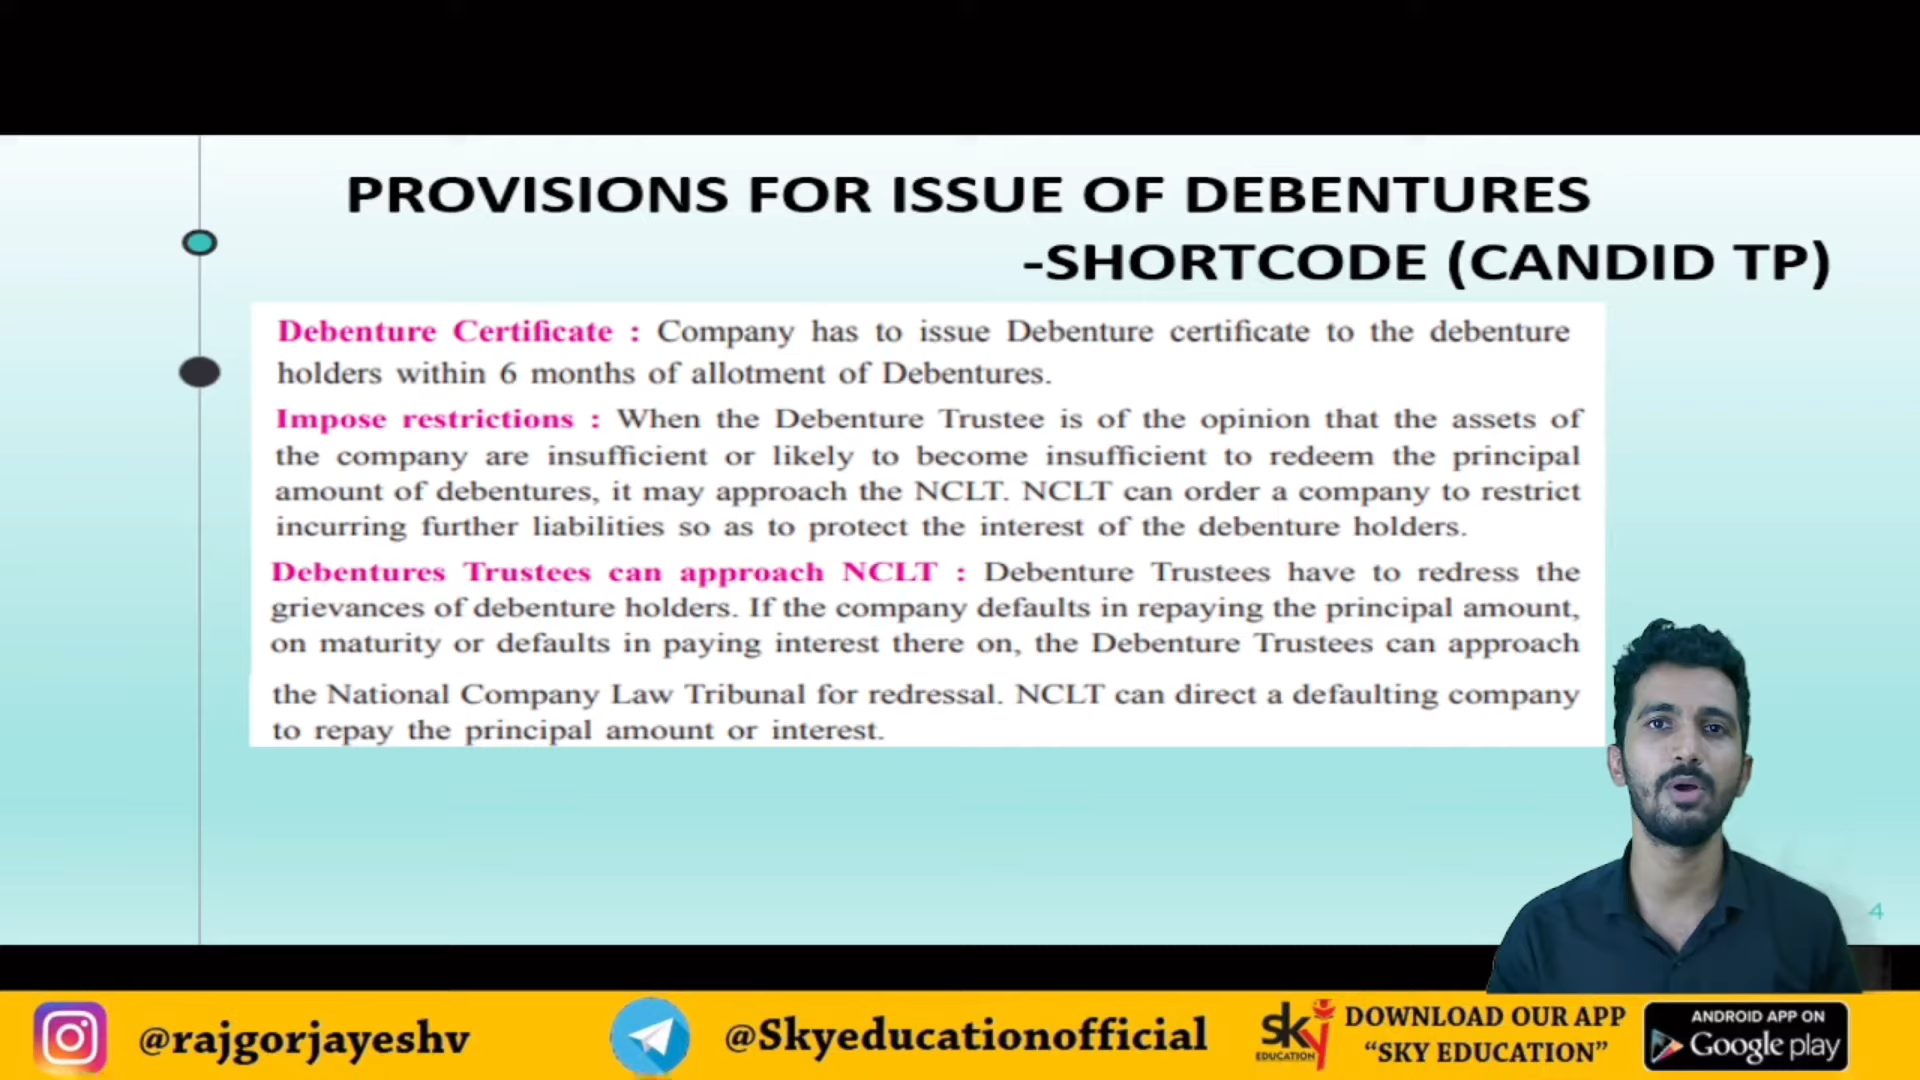 PROVISIONS FOR ISSUE OF DEBENTURES
-SHORTCODE (CANDID TP)
Debenture Certificate : Company has to issue Debenture certificate to the debenture
holders within 6 months of allotment of Debentures.
Impose restrictions : When the Debenture Trustee is of the opinion that the assets of
the company are insufficient or likely to become insufficient to redeem the principal
amount of debentures, it may approach the NCLT. NCLT can order a company to restrict
incurring further liabilities so as to protect the interest of the debenture holders.
Debentures Trustees can approach NCLT : Debenture Trustees have to redress the
grievances of debenture holders. If the company defaults in repaying the principal amount,
on maturity or defaults in paying interest there on, the Debenture Trustees can approach
the National Company Law Tribunal for redressal. NCLT can direct a defaulting company
to repay the principal amount or interest.
4
@rajgorjayeshv
@Skyeducationofficial
sky
EDUCATION
DOWNLOAD OUR APP
“SKY EDUCATION”
ANDROID APP ON
Google play